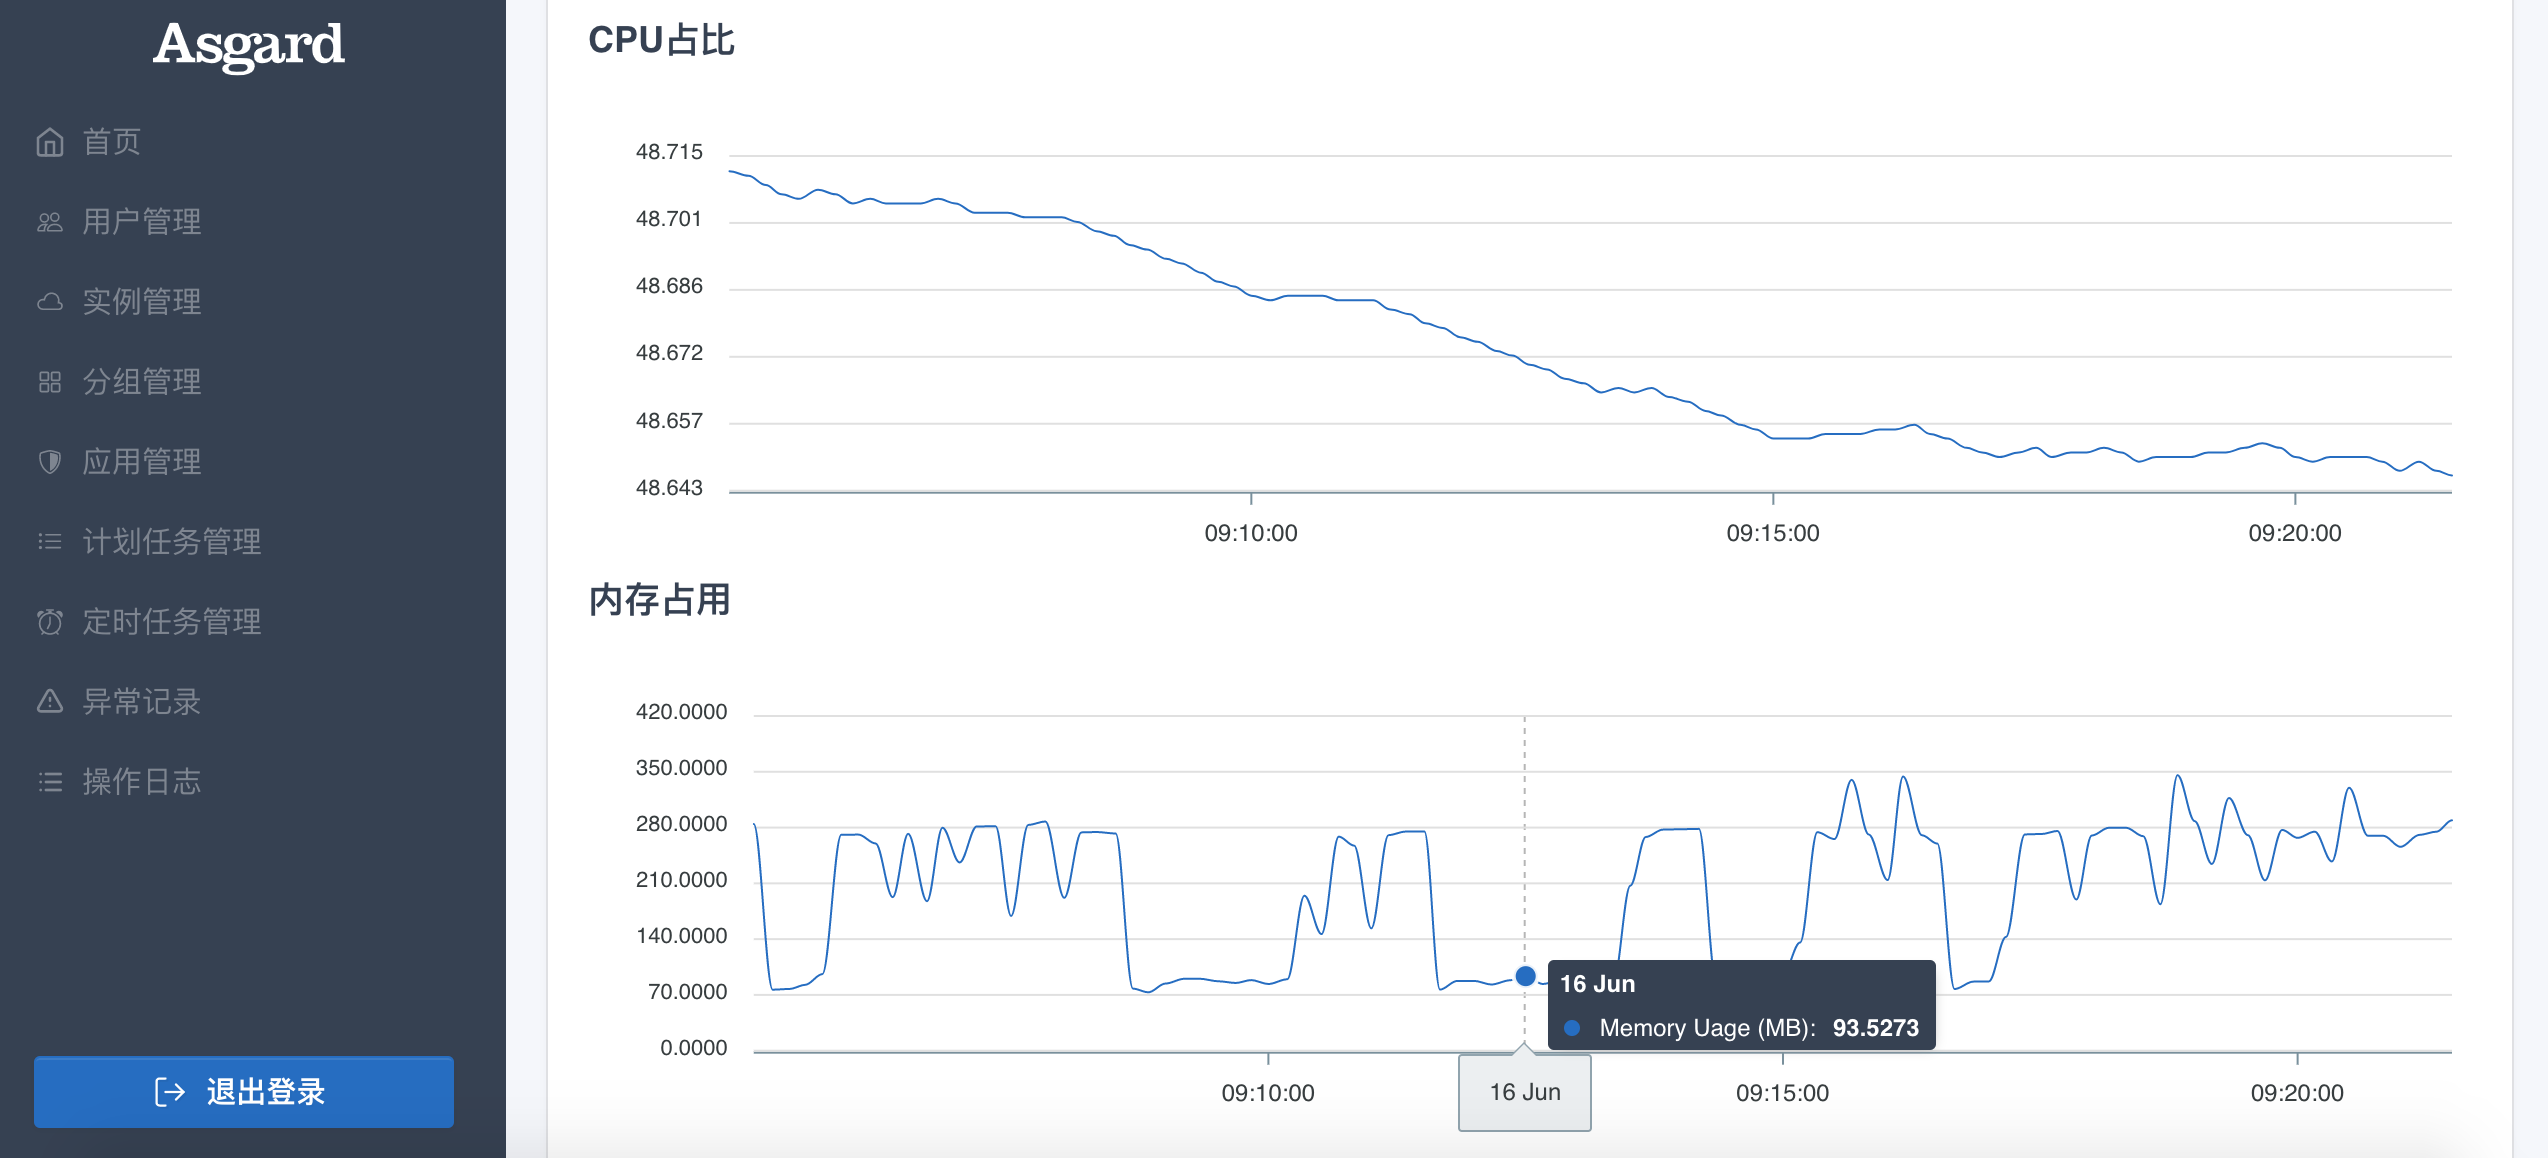 Asgard
首页
用户管理
实例管理
分组管理
应用管理
计划任务管理
定时任务管理
异常记录
操作日志
退出登录
CPU占比
48.715
48.701
48.686
48.672
48.657
48.643
09:10:00
09:15:00
09:20:00
内存占用
420.0000
350.0000
280.0000
210.0000
140.0000
70.0000
0.0000
16 Jun
Memory Uage (MB): 93.5273
09:10:00
16 Jun
09:15:00
09:20:00